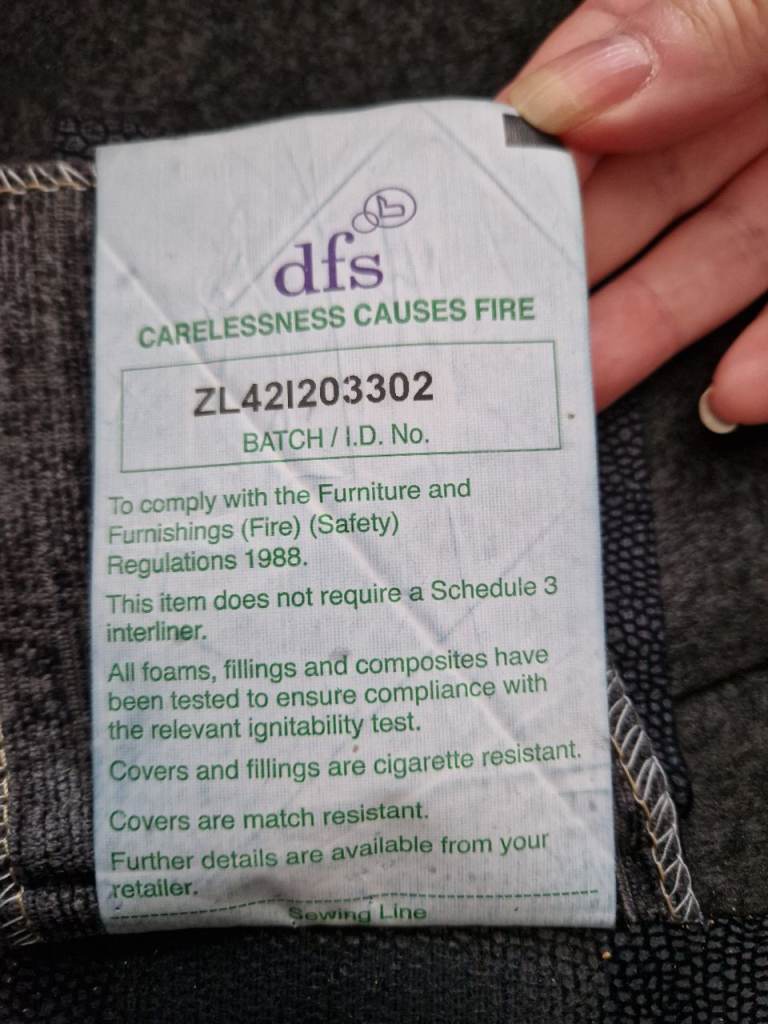 dfs
CARELESSNESS CAUSES FIRE
ZL42I203302
BATCH / I.D. No.
To comply with the Furniture and
Furnishings (Fire) (Safety)
Regulations 1988.
This item does not require a Schedule 3
interliner.
All foams, fillings and composites have
been tested to ensure compliance with
the relevant ignitability test.
Covers and fillings are cigarette resistant.
Covers are match resistant.
Further details are available from your
retailer.
Sewing Line